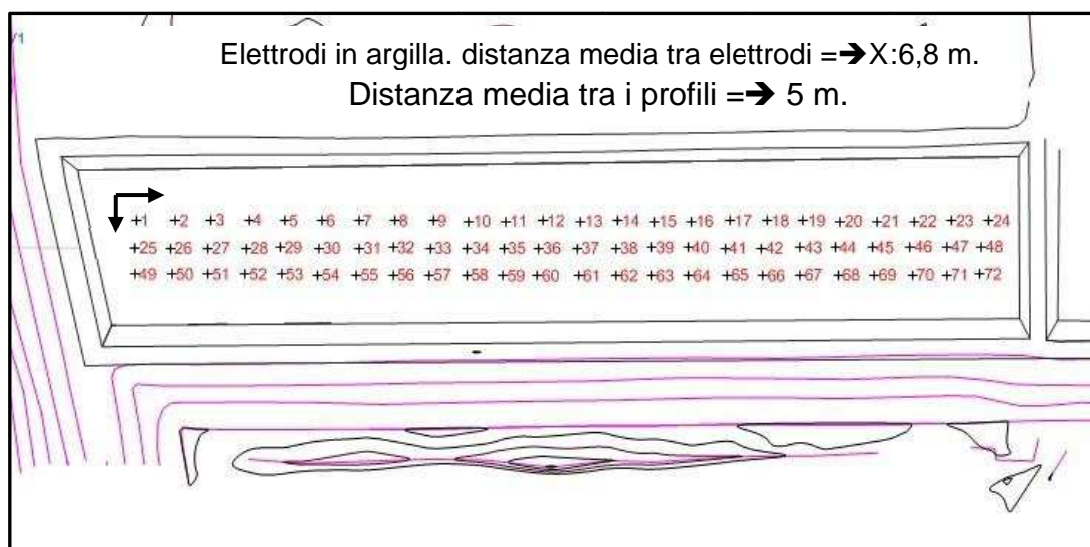 Elettrodi in argilla. distanza media tra elettrodi =➔X:6,8 m.
Distanza media tra i profili =➔ 5 m.
+1 +2 +3 +4 +5 +6 +7 +8 +9 +10 +11 +12 +13 +14 +15 +16 +17 +18 +19 +20 +21 +22 +23 +24
+25 +26 +27 +28 +29 +30 +31 +32 +33 +34 +35 +36 +37 +38 +39 +40 +41 +42 +43 +44 +45 +46 +47 +48
+49 +50 +51 +52 +53 +54 +55 +56 +57 +58 +59 +60 +61 +62 +63 +64 +65 +66 +67 +68 +69 +70 +71 +72